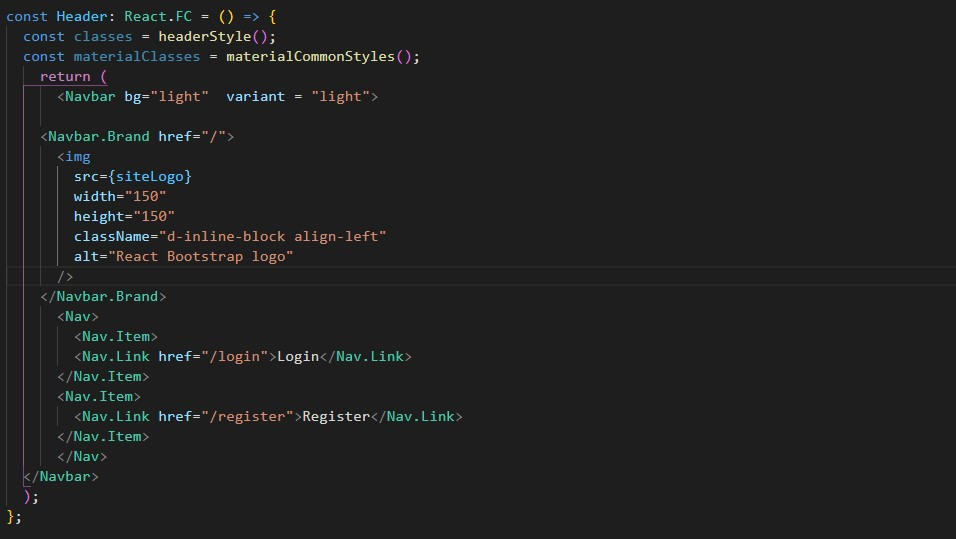 const Header: React.FC = () => {
  const classes = headerStyle();
  const materialClasses = materialCommonStyles();
    return (
      <Navbar bg="light"  variant = "light">

    <Navbar.Brand href="/">
      <img
        src={siteLogo}
        width="150"
        height="150"
        className="d-inline-block align-left"
        alt="React Bootstrap logo"
      />
    </Navbar.Brand>
      <Nav>
        <Nav.Item>
        <Nav.Link href="/login">Login</Nav.Link>
      </Nav.Item>
      <Nav.Item>
        <Nav.Link href="/register">Register</Nav.Link>
      </Nav.Item>
      </Nav>
  </Navbar>
  );
};